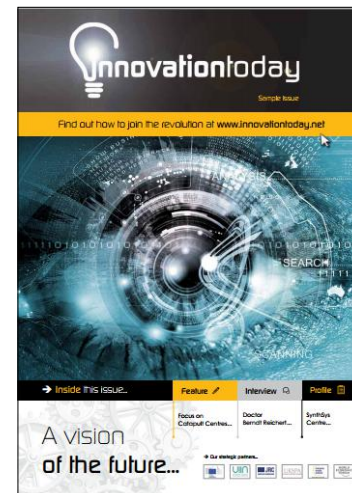 innovationtoday
Sample Issue
Find out how to join the revolution at www.innovationtoday.net
ANALYSIS
SEARCH
SCANNING
→ Inside this issue...
Feature
Interview
Profile
Focus on
Catapult Centres...
Doctor
Berndt Reichert...
SynthSys
Centre...
A vision
of the future...
→ Our strategic partners...